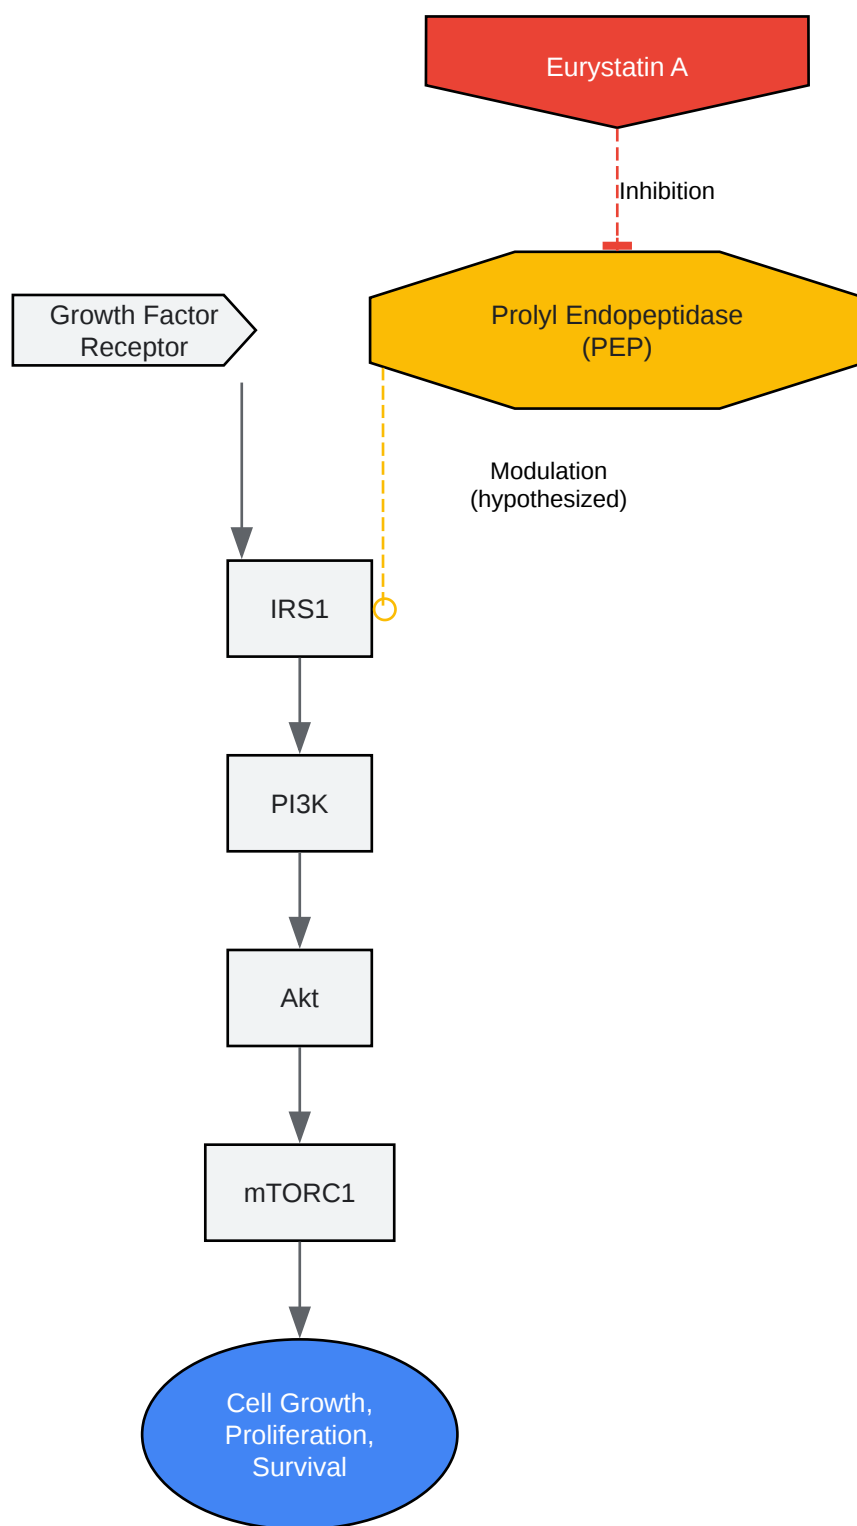 Eurystatin A
Inhibition
Growth Factor
Receptor
Prolyl Endopeptidase
(PEP)
Modulation
(hypothesized)
IRS1
PI3K
Akt
mTORC1
Cell Growth,
Proliferation,
Survival